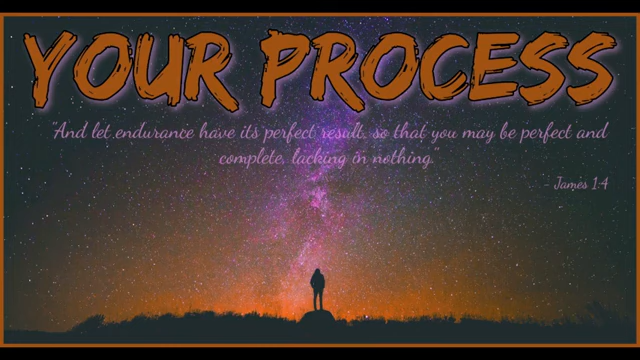 YOUR PROCESS
"And let endurance have its perfect result, so that you may be perfect and
complete, lacking in nothing."
- James 1:4